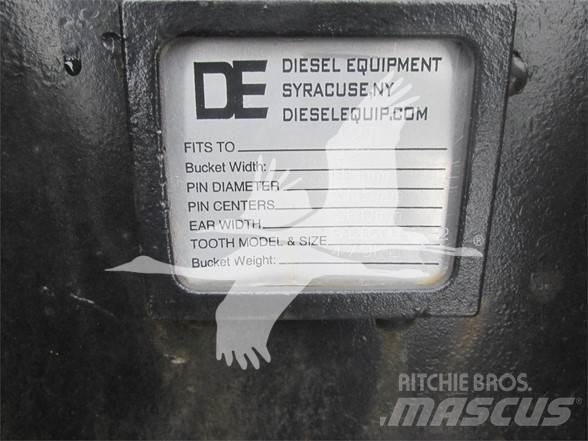 DE
DIESEL EQUIPMENT
SYRACUSE,NY
DIESELEQUIP.COM
FITS TO
Bucket Width:
PIN DIAMETER
PIN CENTERS
EAR WIDTH
TOOTH MODEL & SIZE
Bucket Weight:
®
RITCHIE BROS.
MASCUS